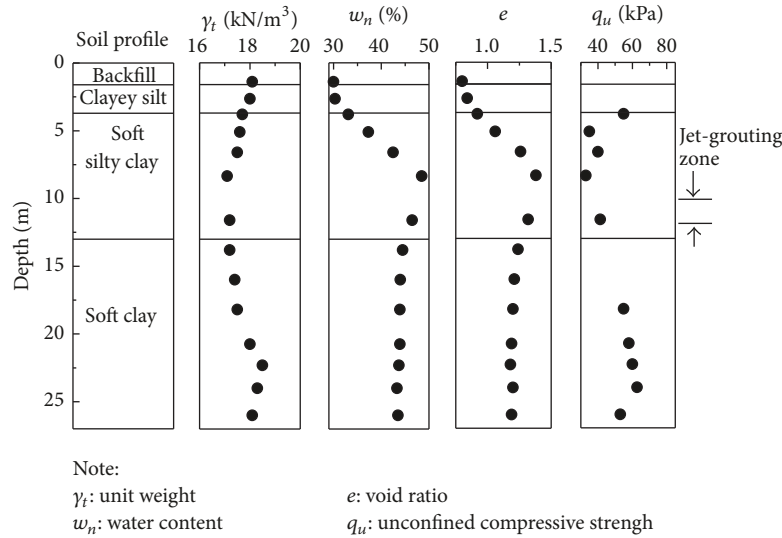 Soil profile
γt (kN/m³)
wn (%)
e
qu (kPa)
16 18 20
30 40 50
1.0 1.5
40 60 80
Depth (m)
0
5
10
15
20
25
Backfill
Clayey silt
Soft
silty clay
Soft clay
Jet-grouting
zone
Note:
γt: unit weight
e: void ratio
wn: water content
qu: unconfined compressive strengh